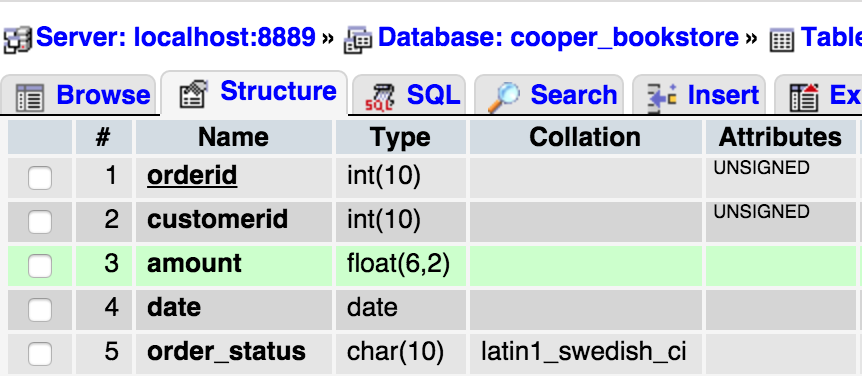 Server: localhost:8889 » Database: cooper_bookstore » Table
Browse Structure SQL Search Insert Ex
# Name Type Collation Attributes
1 orderid int(10) UNSIGNED
2 customerid int(10) UNSIGNED
3 amount float(6,2)
4 date date
5 order_status char(10) latin1_swedish_ci